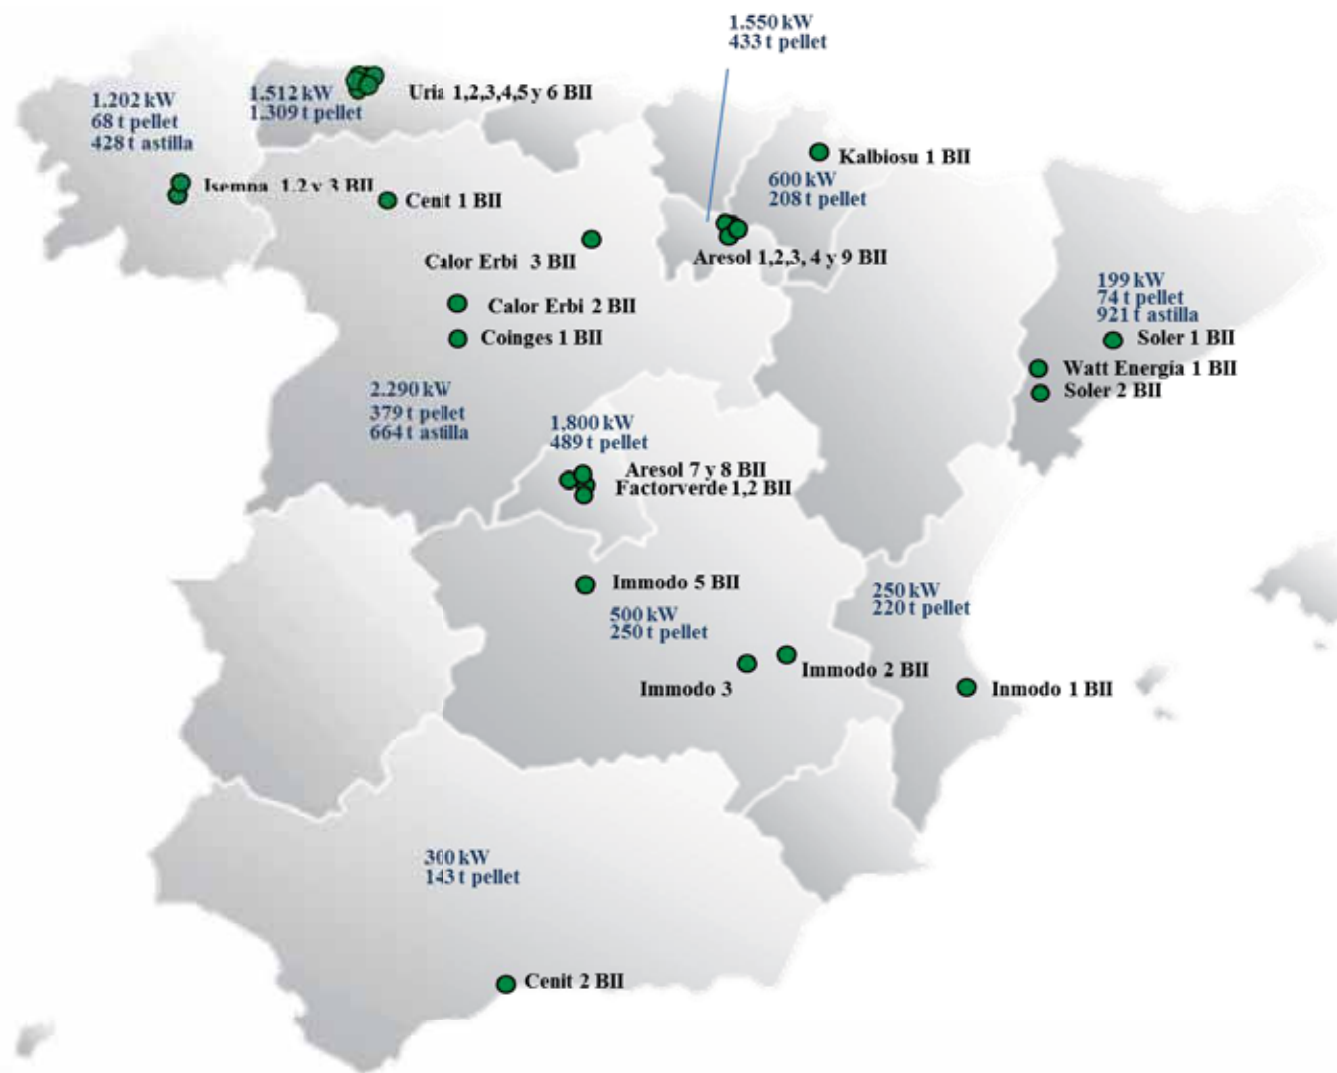 1.550 kW
433 t pellet
1.202 kW
68 t pellet
428 t astilla
1.512 kW
1.309 t pellet
Uria 1,2,3,4,5 y 6 BII
Kalbiosu 1 BII
600 kW
208 t pellet
Isemna 1,2 y 3 BII
Cenit 1 BII
Calor Erbi 3 BII
Aresol 1,2,3, 4 y 9 BII
Calor Erbi 2 BII
Coinges 1 BII
199 kW
74 t pellet
921 t astilla
Soler 1 BII
Watt Energía 1 BII
Soler 2 BII
2.290 kW
379 t pellet
664 t astilla
1,800 kW
489 t pellet
Aresol 7 y 8 BII
Factorverde 1,2 BII
Immodo 5 BII
500 kW
250 t pellet
250 kW
220 t pellet
Immodo 2 BII
Immodo 3
Inmodo 1 BII
300 kW
143 t pellet
Cenit 2 BII